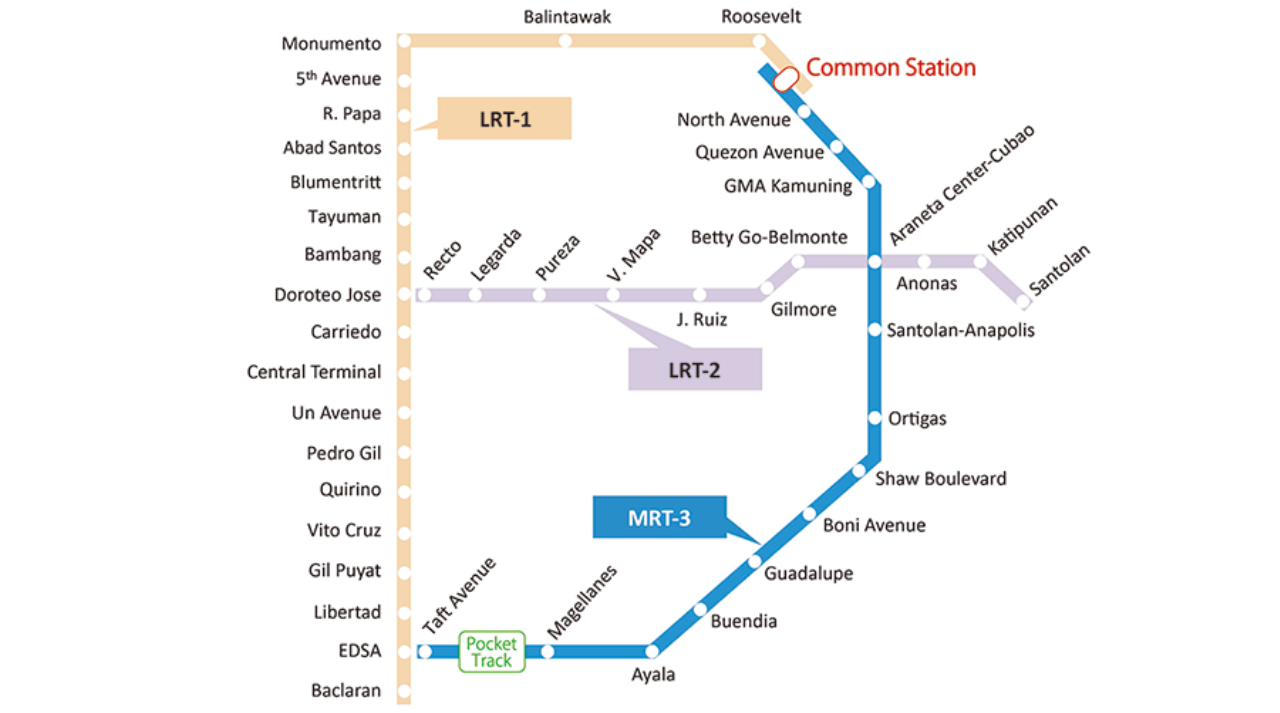 Balintawak
Roosevelt
Monumento
Common Station
5th Avenue
R. Papa
LRT-1
North Avenue
Abad Santos
Quezon Avenue
Blumentritt
GMA Kamuning
Araneta Center-Cubao
Tayuman
Betty Go-Belmonte
Katipunan
Bambang
Recto
Legarda
Pureza
V. Mapa
Santolan
Anonas
Doroteo Jose
J. Ruiz
Gilmore
Carriedo
Santolan-Anapolis
Central Terminal
LRT-2
Un Avenue
Ortigas
Pedro Gil
Shaw Boulevard
Quirino
MRT-3
Vito Cruz
Boni Avenue
Gil Puyat
Guadalupe
Taft Avenue
Magellanes
Libertad
Buendia
EDSA
Pocket
Track
Ayala
Baclaran